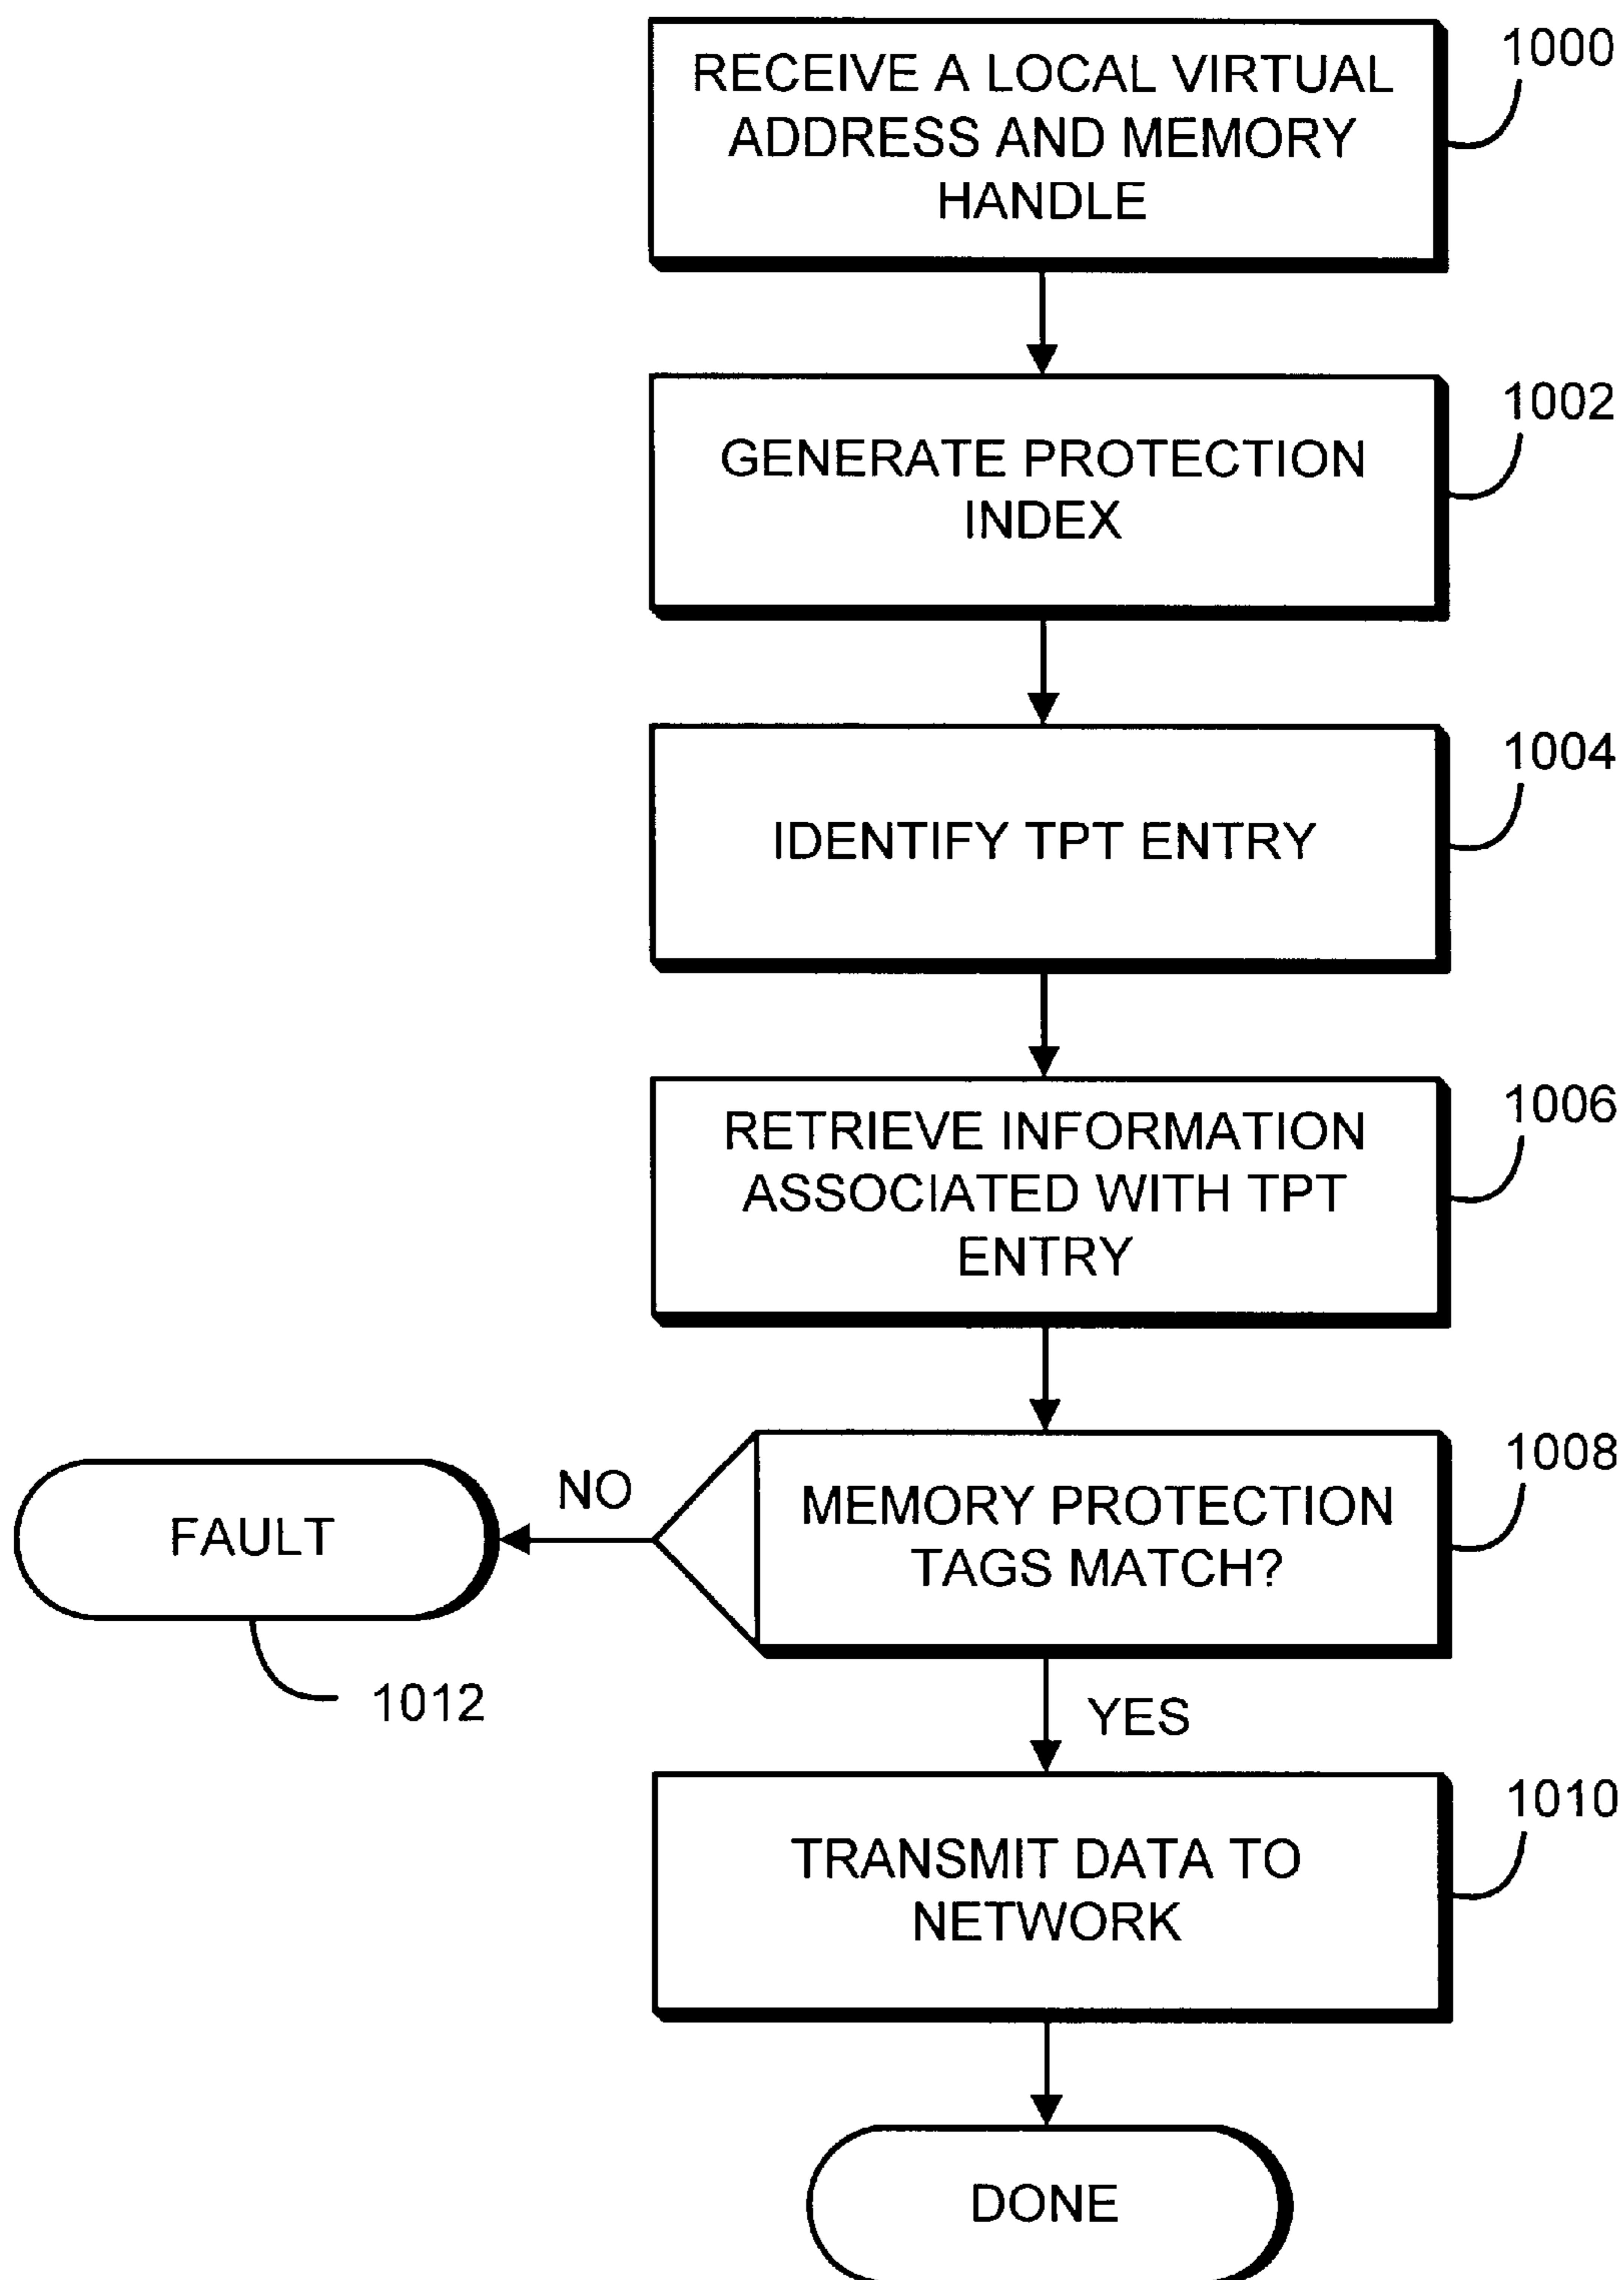 RECEIVE A LOCAL VIRTUAL
ADDRESS AND MEMORY
HANDLE
1000
GENERATE PROTECTION
INDEX
1002
IDENTIFY TPT ENTRY
1004
RETRIEVE INFORMATION
ASSOCIATED WITH TPT
ENTRY
1006
MEMORY PROTECTION
TAGS MATCH?
1008
NO
FAULT
1012
YES
TRANSMIT DATA TO
NETWORK
1010
DONE